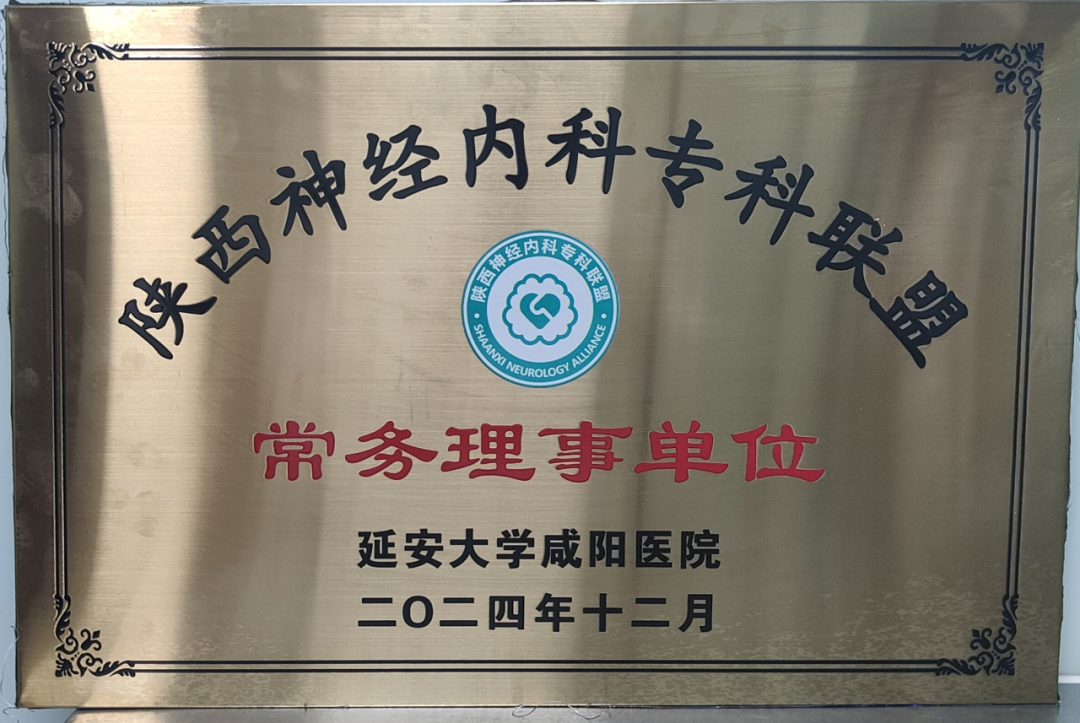 陕西神经内科专科联盟
陕西神经内科专科联盟
SHAANXI NEUROLOGY ALLIANCE
常务理事单位
延安大学咸阳医院
二〇二四年十二月